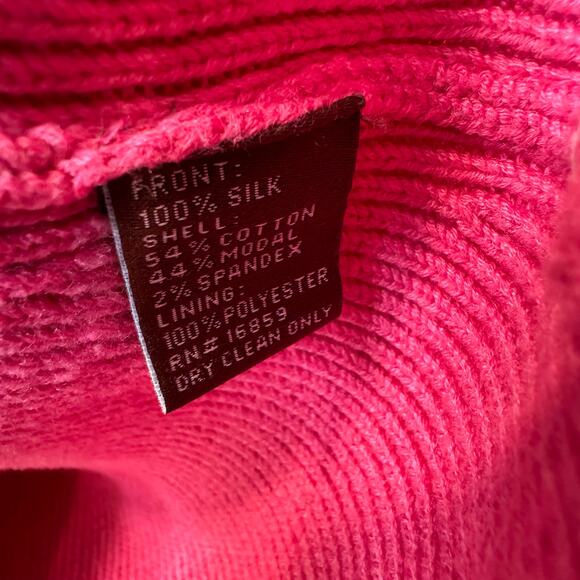 FRONT:
100% SILK
SHELL:
54% COTTON
44% MODAL
2% SPANDEX
LINING:
100% POLYESTER
RN# 16859
DRY CLEAN ONLY